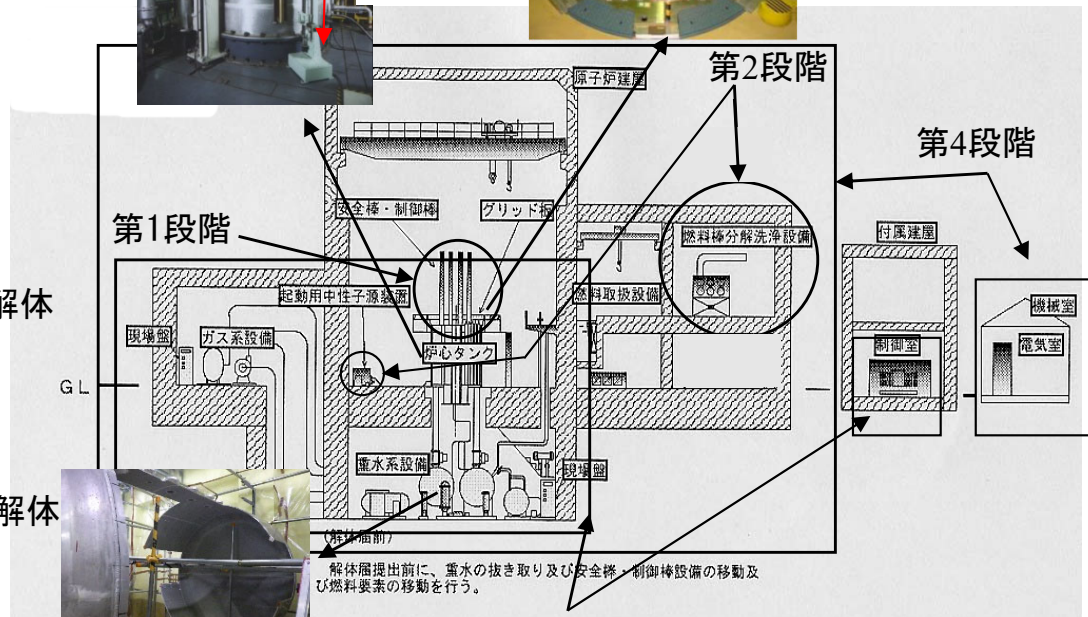 原子炉建屋
第2段階
第4段階
安全棒・制御棒
グリッド板
第1段階
燃料棒分解洗浄設備
付属建屋
解体
起動用中性子源装置
燃料取扱設備
機械室
現場盤
ガス系設備
炉心タンク
制御室
電気室
GL
重水系設備
現場盤
解体
(解体届前)
解体届提出前に、重水の抜き取り及び安全棒・制御棒設備の移動及
び燃料要素の移動を行う。